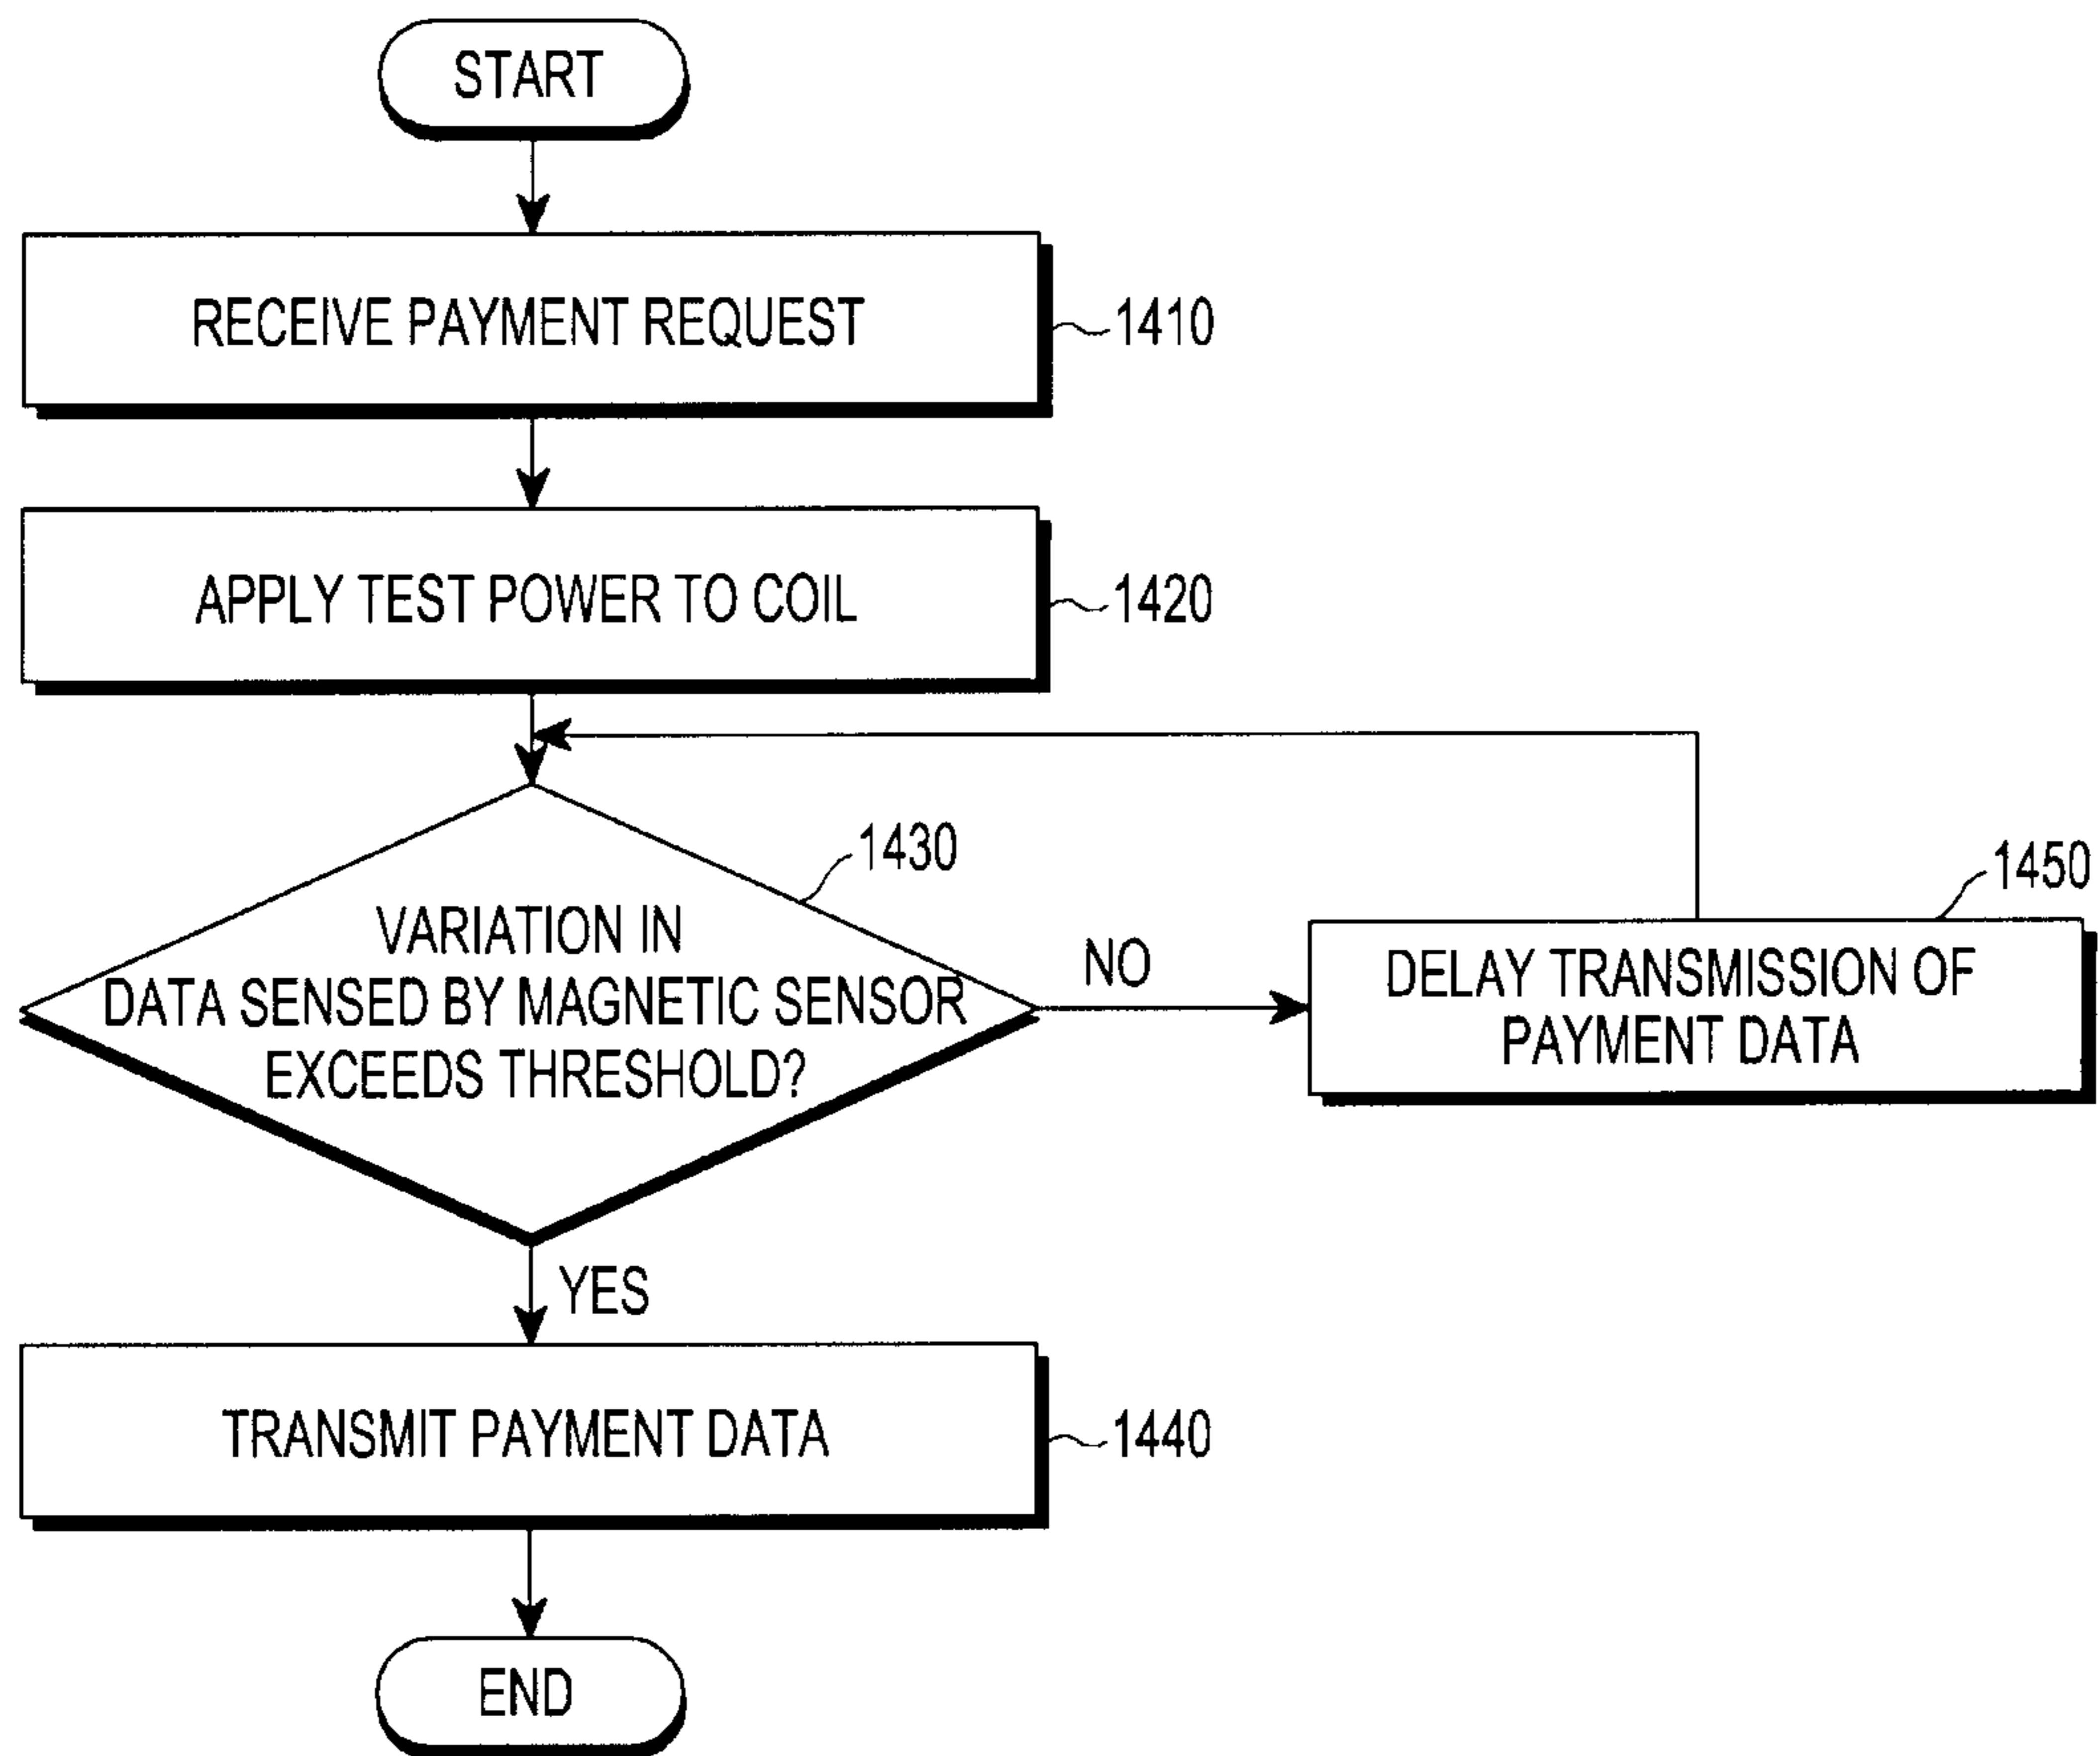 START
RECEIVE PAYMENT REQUEST
1410
APPLY TEST POWER TO COIL
1420
1430
VARIATION IN
DATA SENSED BY MAGNETIC SENSOR
EXCEEDS THRESHOLD?
NO
1450
DELAY TRANSMISSION OF
PAYMENT DATA
YES
TRANSMIT PAYMENT DATA
1440
END